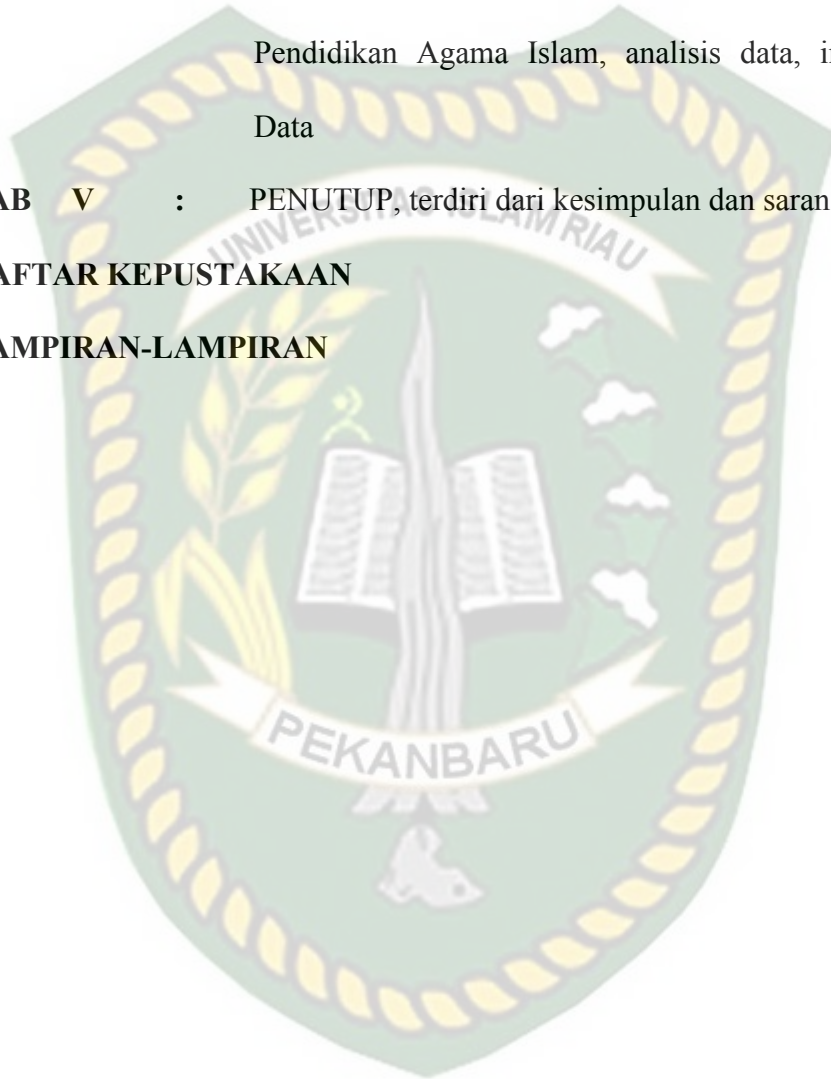 Pendidikan Agama Islam, analisis data,
Data
AB V : PENUTUP, terdiri dari kesimpulan dan saran
AFTAR KEPUSTAKAAN
AMPIRAN-LAMPIRAN
UNIVERSITAS ISLAM RIAU
PEKANBARU